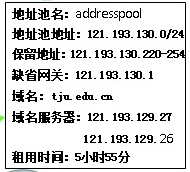 地址池名：addresspool
地址池地址：121.193.130.0/24
保留地址：121.193.130.220-254
缺省网关：121.193.130.1
域名：tju.edu.cn
域名服务器：121.193.129.27
121.193.129.26
租用时间：5小时55分